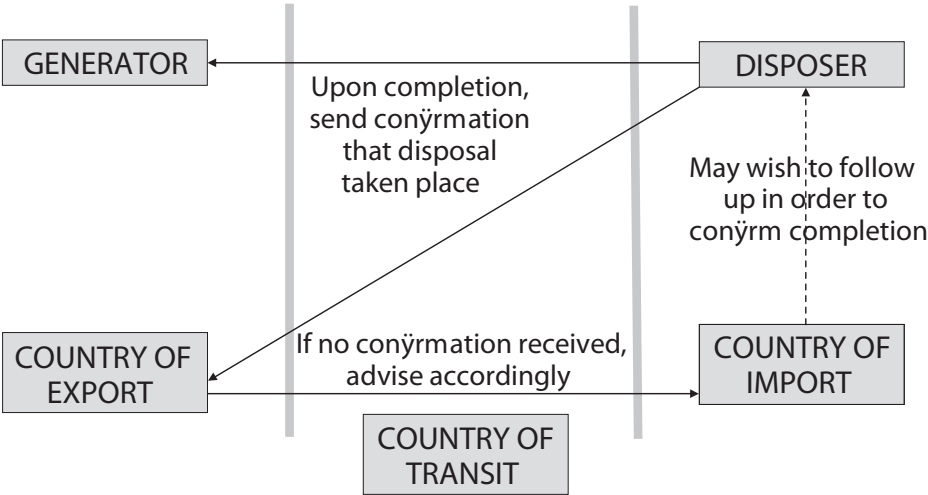 GENERATOR
DISPOSER
Upon completion,
send conÿrmation
that disposal
taken place
May wish to follow
up in order to
conÿrm completion
If no conÿrmation received,
advise accordingly
COUNTRY OF
EXPORT
COUNTRY OF
IMPORT
COUNTRY OF
TRANSIT